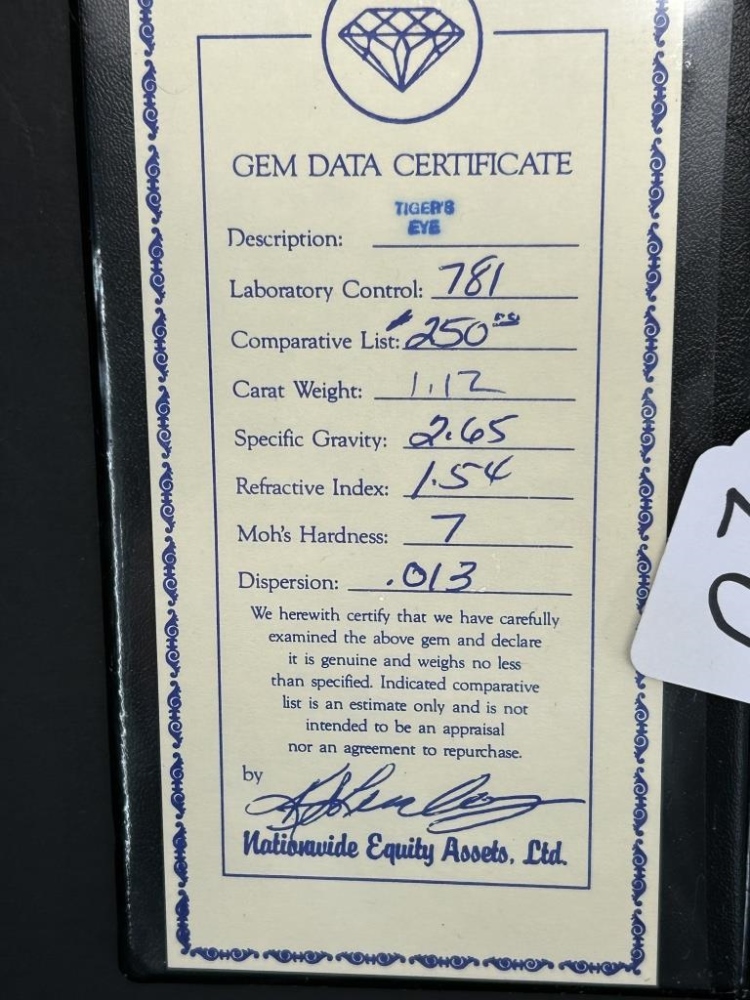 GEM DATA CERTIFICATE
Description: TIGER'S EYE
Laboratory Control: 781
Comparative List: 250
Carat Weight: 1.12
Specific Gravity: 2.65
Refractive Index: 1.54
Moh's Hardness: 7
Dispersion: .013
We herewith certify that we have carefully
examined the above gem and declare
it is genuine and weighs no less
than specified. Indicated comparative
list is an estimate only and is not
intended to be an appraisal
nor an agreement to repurchase.
by
Nationwide Equity Assets, Ltd.